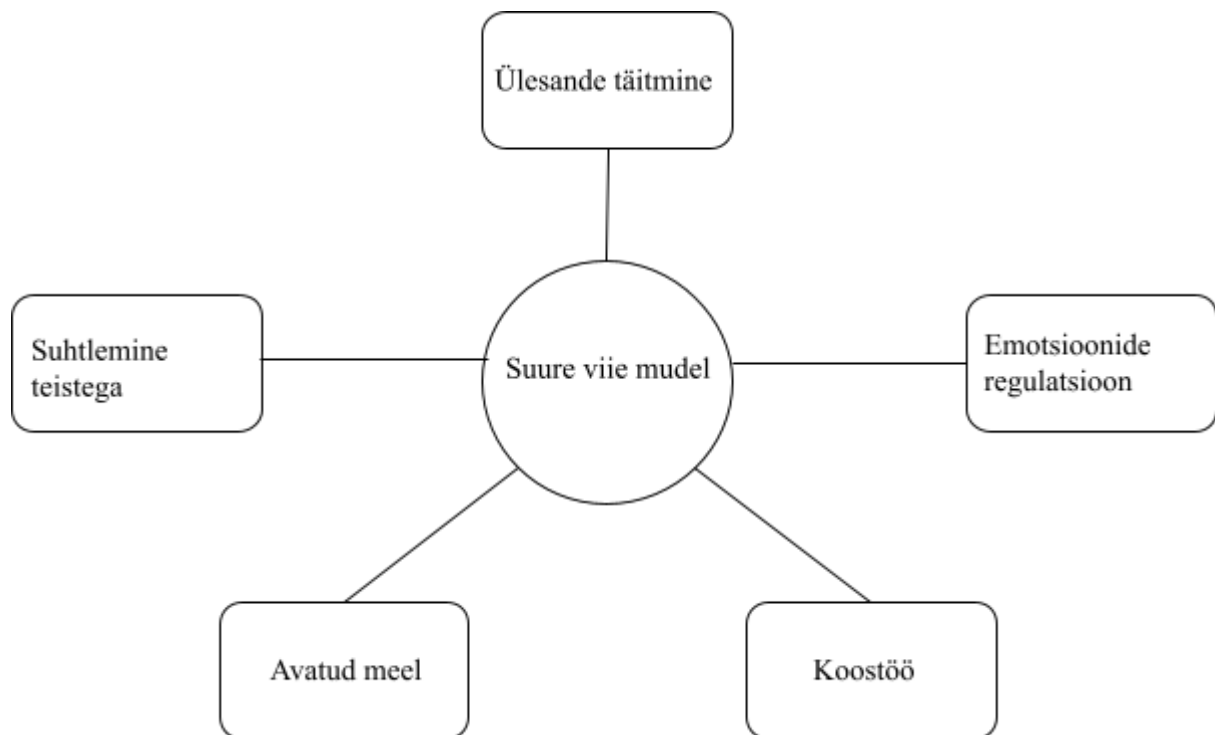 Ülesande täitmine
Suhtlemine
teistega
Suure viie mudel
Emotsioonide
regulatsioon
Avatud meel
Koostöö